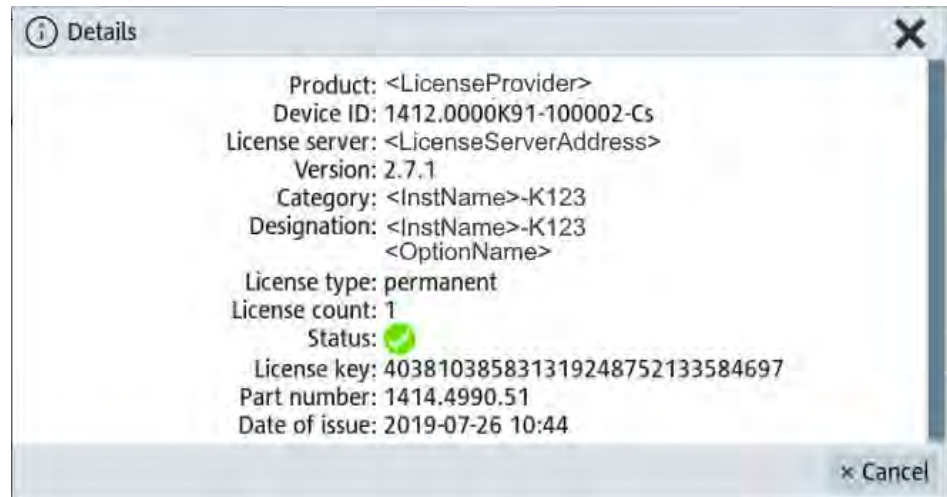 Details
Product: <LicenseProvider>
Device ID: 1412.0000K91-100002-Cs
License server: <LicenseServerAddress>
Version: 2.7.1
Category: <InstName>-K123
Designation: <InstName>-K123
<OptionName>
License type: permanent
License count: 1
Status:
License key: 403810385831319248752133584697
Part number: 1414.4990.51
Date of issue: 2019-07-26 10:44
× Cancel